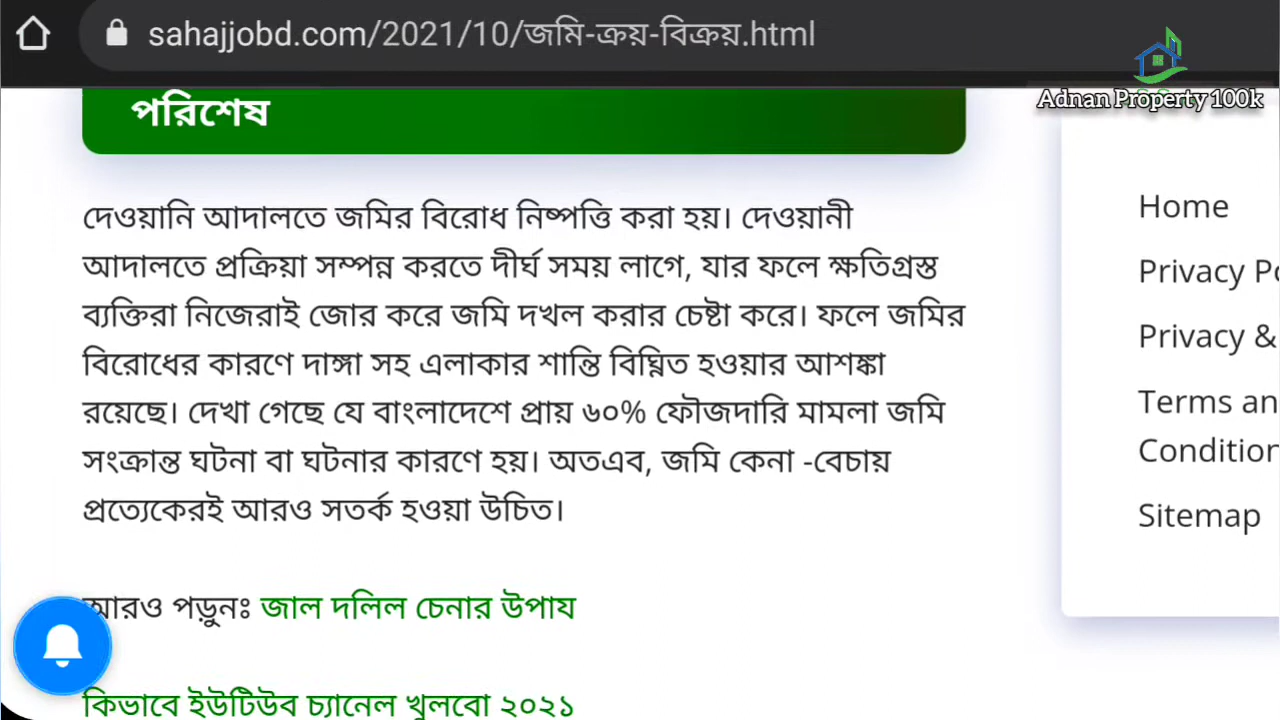 sahajjobd.com/2021/10/জমি-ক্রয়-বিক্রয়.html
Adnan Property 100k
পরিশেষ
দেওয়ানি আদালতে জমির বিরোধ নিষ্পত্তি করা হয়। দেওয়ানী
আদালতে প্রক্রিয়া সম্পন্ন করতে দীর্ঘ সময় লাগে, যার ফলে ক্ষতিগ্রস্ত
ব্যক্তিরা নিজেরাই জোর করে জমি দখল করার চেষ্টা করে। ফলে জমির
বিরোধের কারণে দাঙ্গা সহ এলাকার শান্তি বিঘ্নিত হওয়ার আশঙ্কা
রয়েছে। দেখা গেছে যে বাংলাদেশে প্রায় ৬০% ফৌজদারি মামলা জমি
সংক্রান্ত ঘটনা বা ঘটনার কারণে হয়। অতএব, জমি কেনা -বেচায়
প্রত্যেকেরই আরও সতর্ক হওয়া উচিত।
আরও পড়ুনঃ জাল দলিল চেনার উপায
কিভাবে ইউটিউব চ্যানেল খুলবো ২০২১
Home
Privacy Po
Privacy &
Terms an
Condition
Sitemap